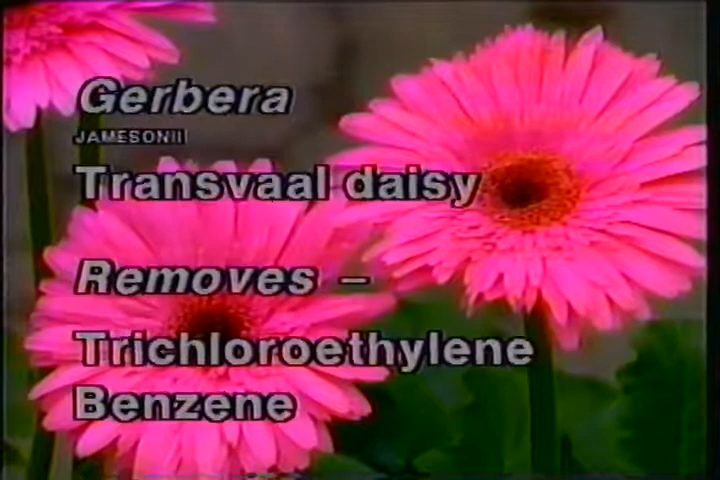 Gerbera
JAMESONII
Transvaal daisy
Removes –
Trichloroethylene
Benzene